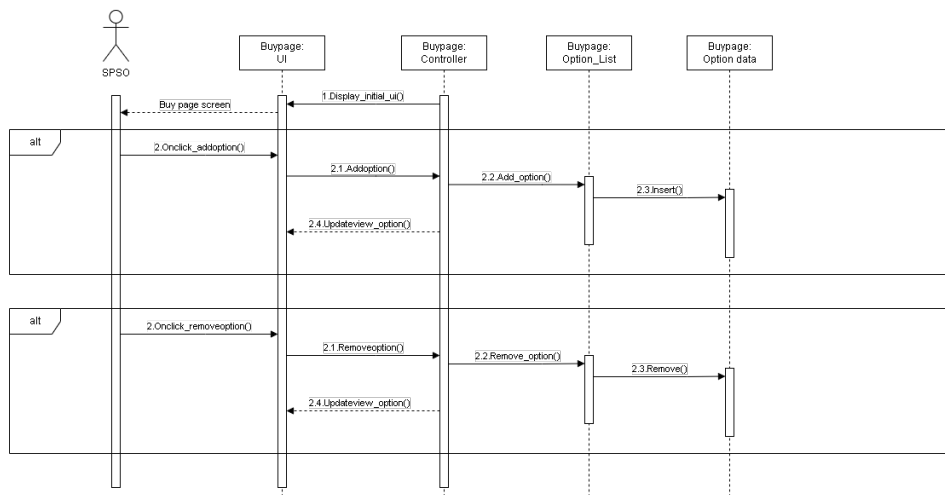 SPSO
Buypage:
UI
Buypage:
Controller
Buypage:
Option_List
Buypage:
Option data
1.Display_initial_ui()
Buy page screen
alt
2.Onclick_addoption()
2.1.Addoption()
2.2.Add_option()
2.3.Insert()
2.4.Updateview_option()
alt
2.Onclick_removeoption()
2.1.Removeoption()
2.2.Remove_option()
2.3.Remove()
2.4.Updateview_option()